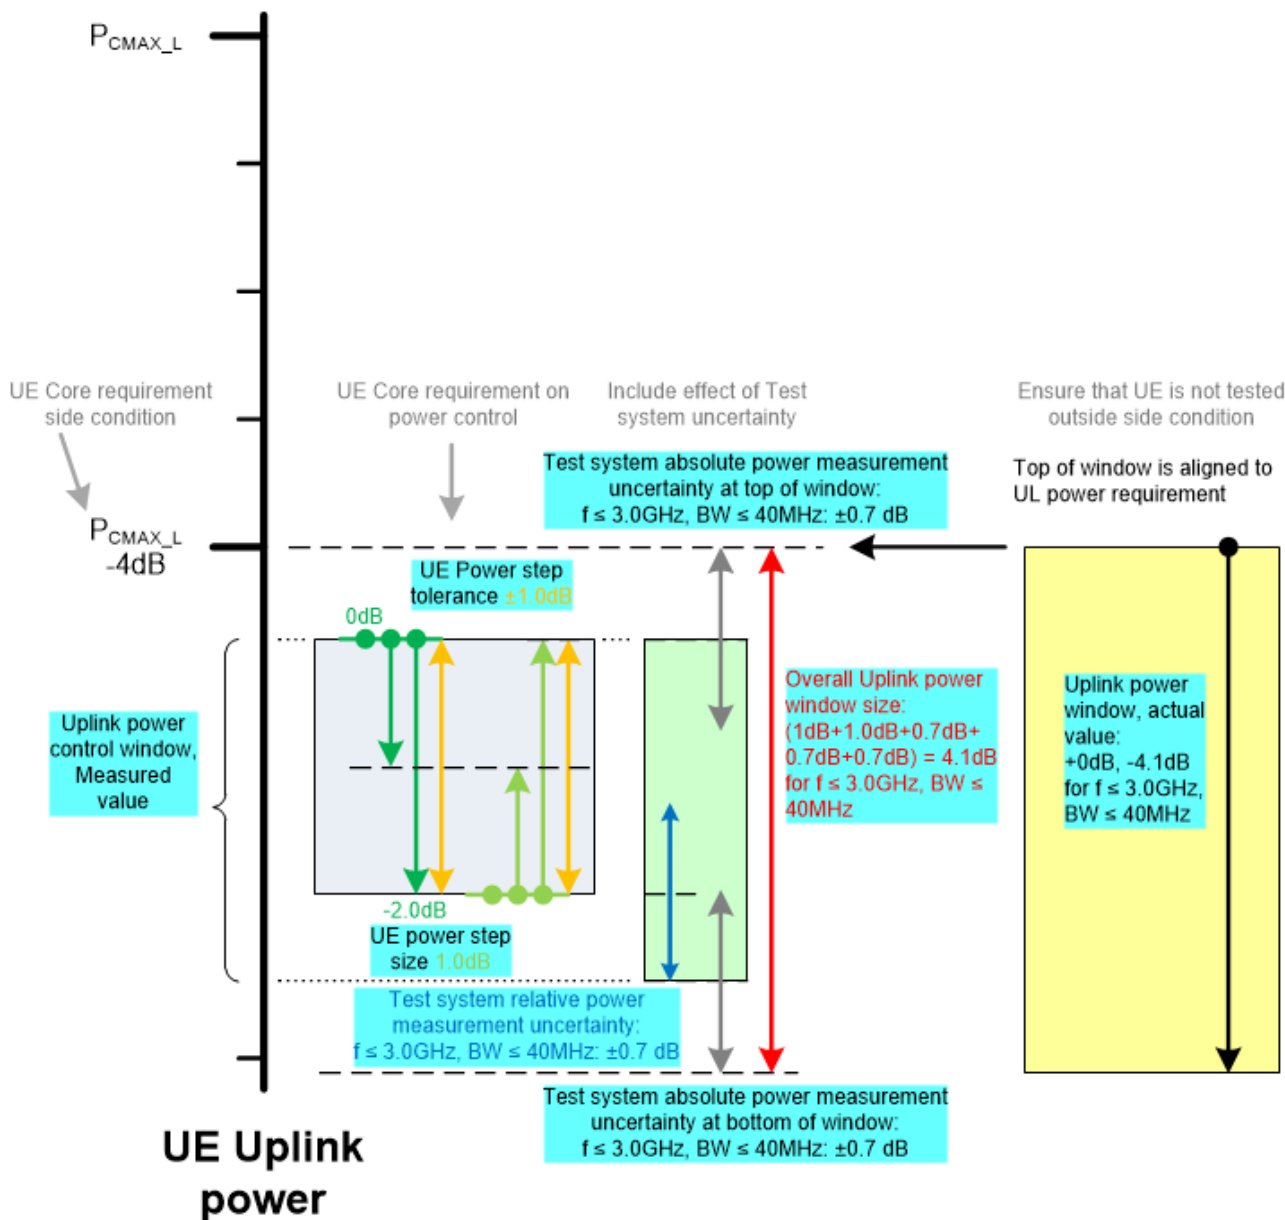 P_CMAX_L
UE Core requirement
side condition
UE Core requirement on
power control
Include effect of Test
system uncertainty
Ensure that UE is not tested
outside side condition
Test system absolute power measurement
uncertainty at top of window:
f ≤ 3.0GHz, BW ≤ 40MHz: ±0.7 dB
Top of window is aligned to
UL power requirement
P_CMAX_L
-4dB
UE Power step
tolerance ±1.0dB
0dB
Uplink power
control window,
Measured
value
Overall Uplink power
window size:
(1dB+1.0dB+0.7dB+
0.7dB+0.7dB) = 4.1dB
for f ≤ 3.0GHz, BW ≤
40MHz
Uplink power
window, actual
value:
+0dB, -4.1dB
for f ≤ 3.0GHz,
BW ≤ 40MHz
-2.0dB
UE power step
size 1.0dB
Test system relative power
measurement uncertainty:
f ≤ 3.0GHz, BW ≤ 40MHz: ±0.7 dB
Test system absolute power measurement
uncertainty at bottom of window:
f ≤ 3.0GHz, BW ≤ 40MHz: ±0.7 dB
UE Uplink
power